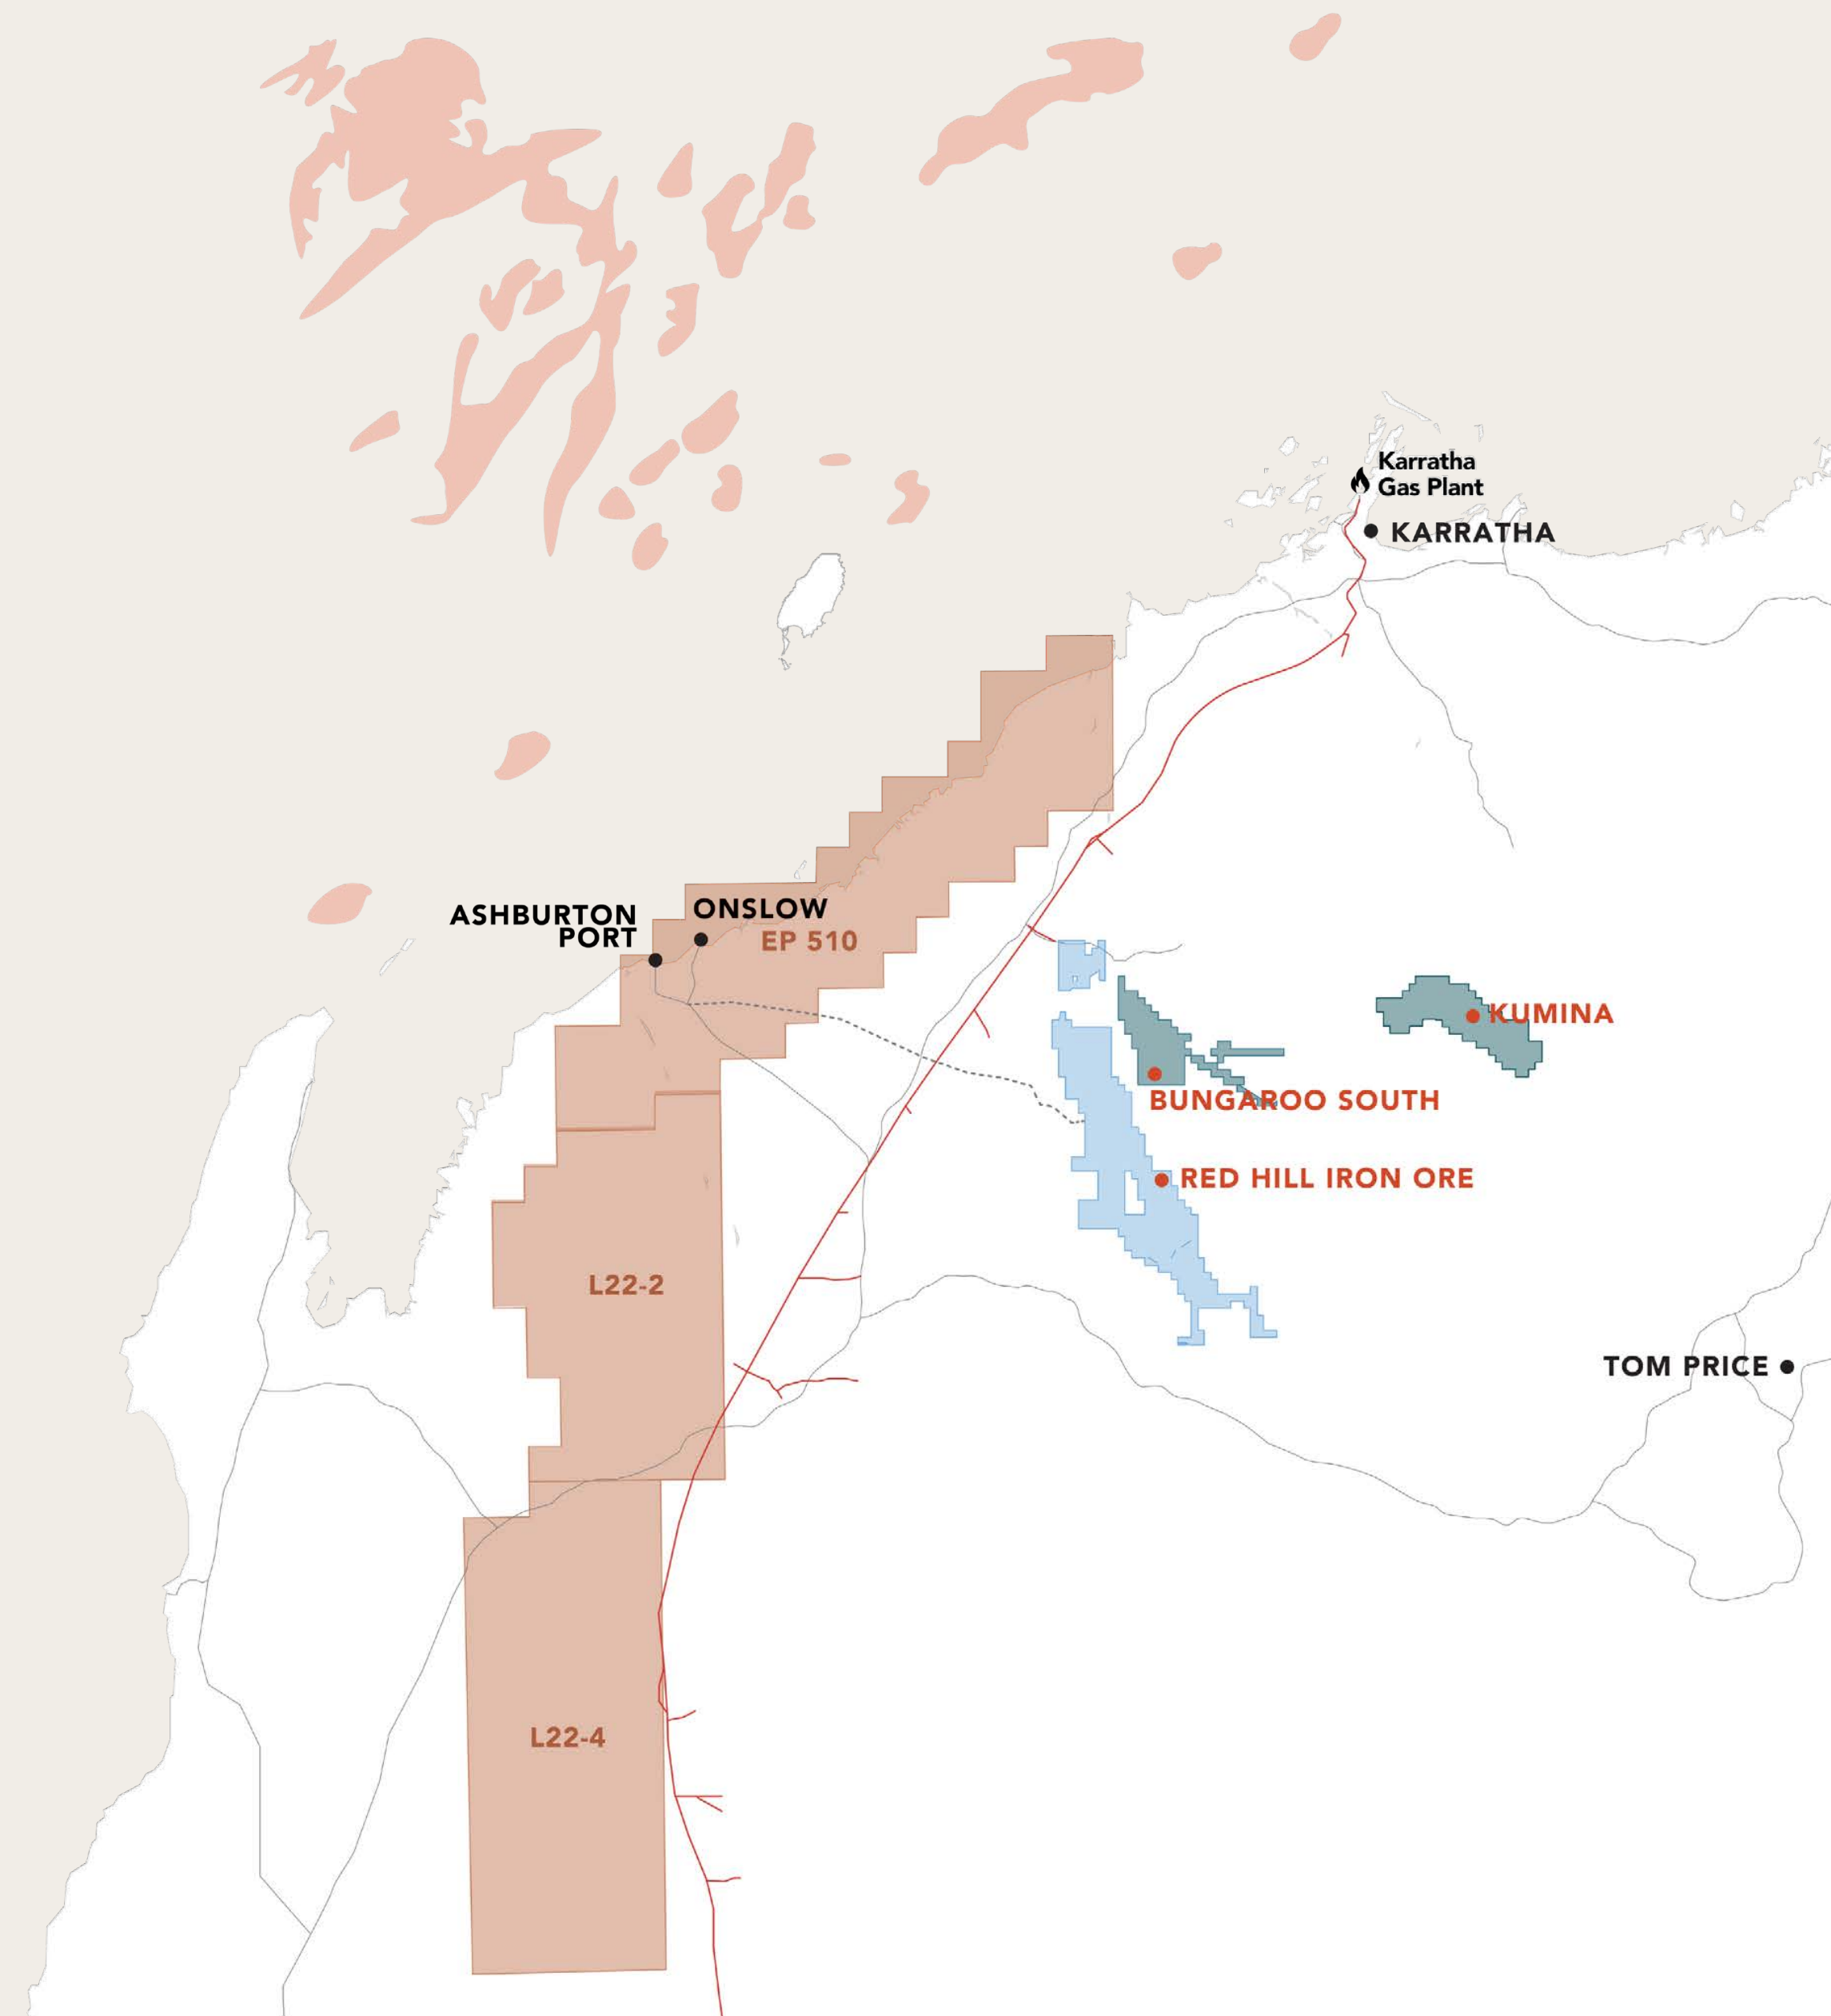 Karratha
Gas Plant
KARRATHA
ASHBURTON
PORT
ONSLOW
EP 510
KUMINA
BUNGAROO SOUTH
RED HILL IRON ORE
L22-2
TOM PRICE
L22-4